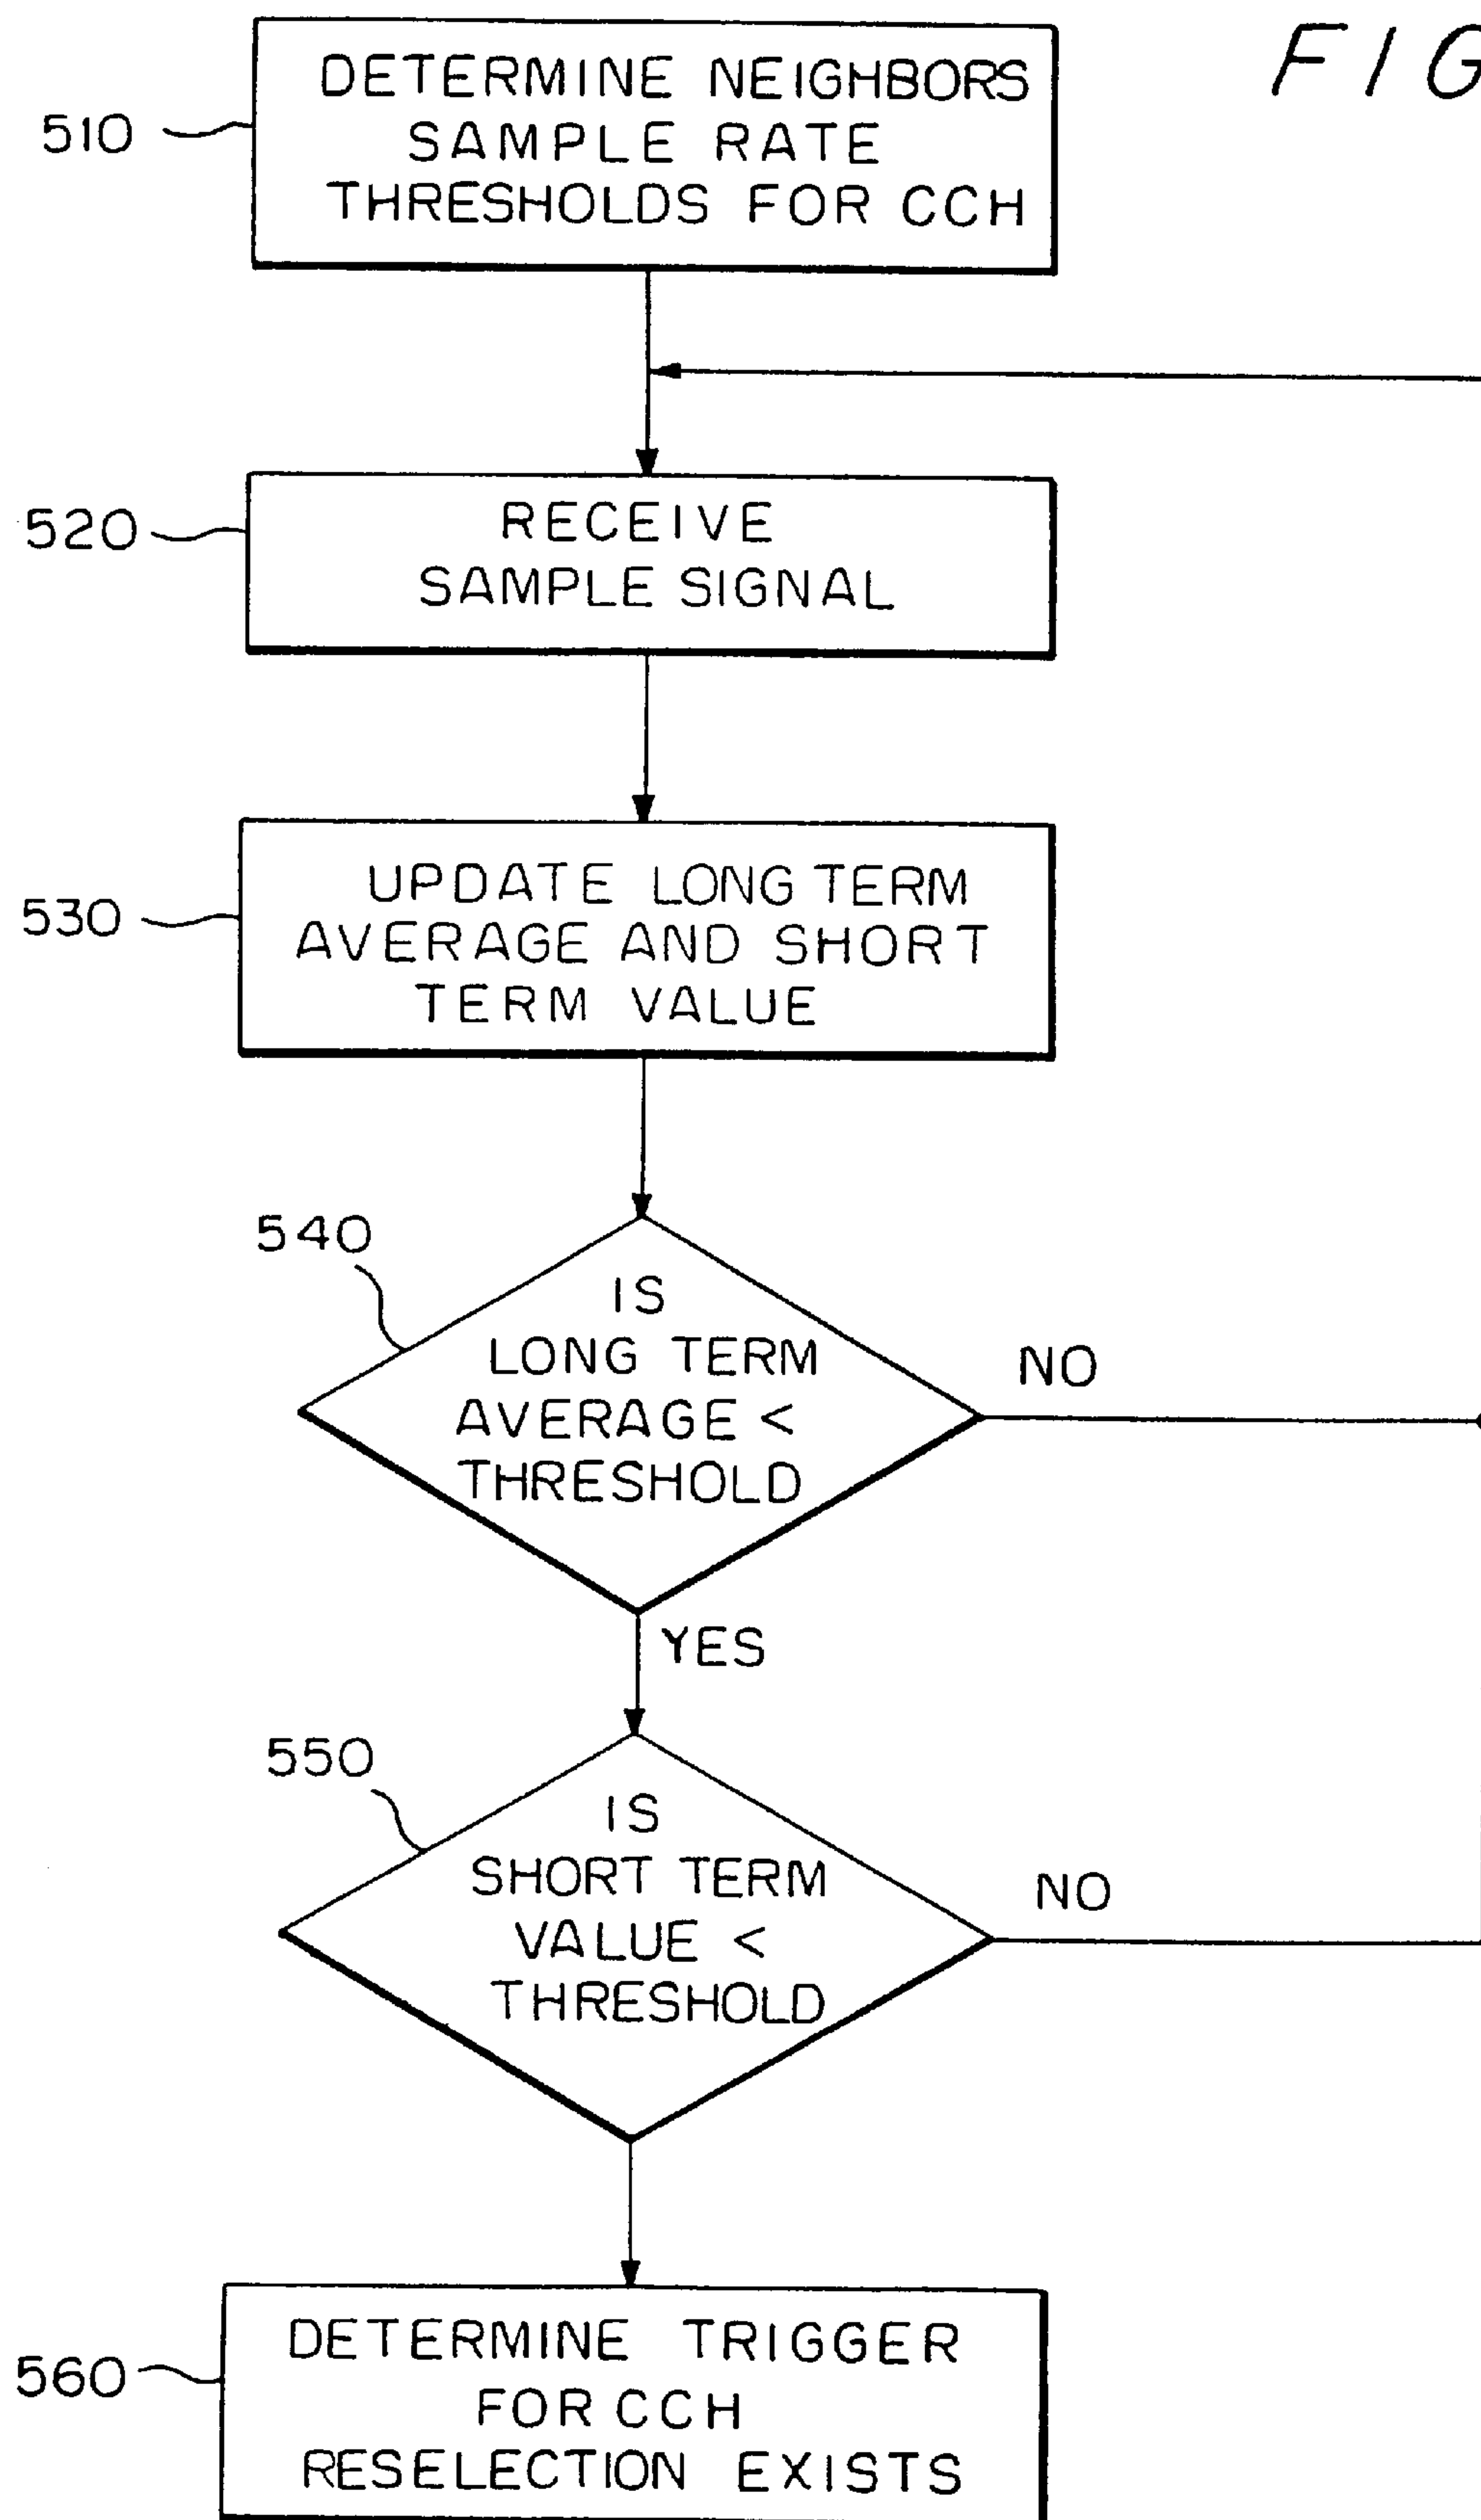 FIG
510
DETERMINE NEIGHBORS
SAMPLE RATE
THRESHOLDS FOR CCH
520
RECEIVE
SAMPLE SIGNAL
530
UPDATE LONG TERM
AVERAGE AND SHORT
TERM VALUE
540
IS
LONG TERM
AVERAGE <
THRESHOLD
NO
YES
550
IS
SHORT TERM
VALUE <
THRESHOLD
NO
560
DETERMINE TRIGGER
FOR CCH
RESELECTION EXISTS